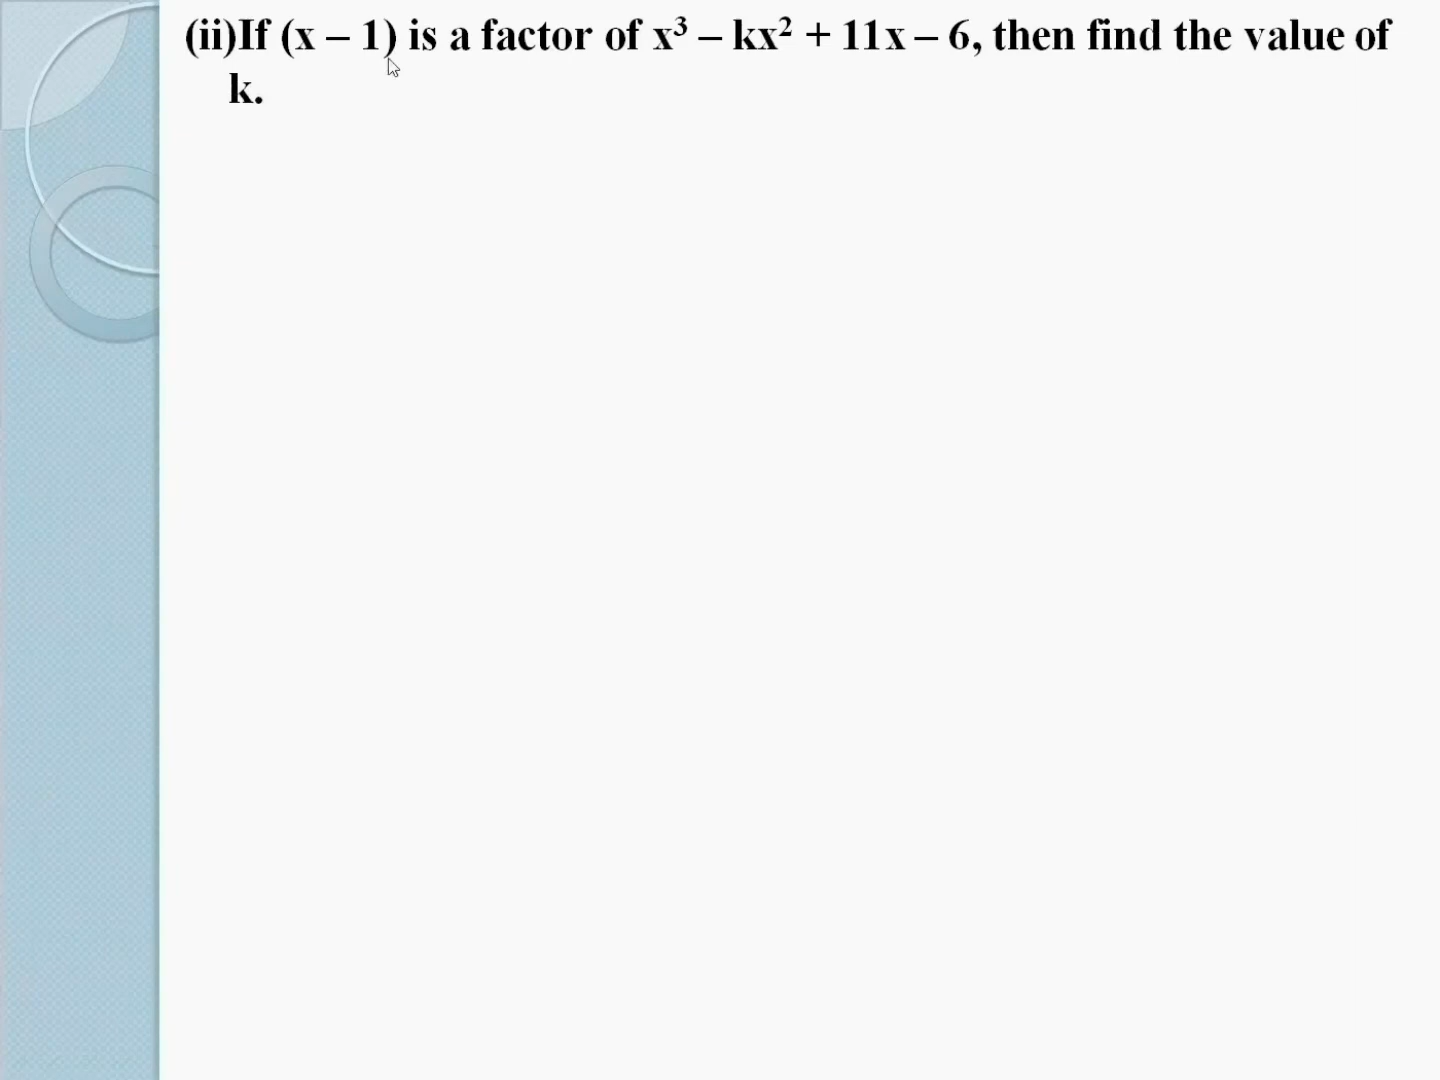 (ii)If (x – 1) is a factor of x³ – kx² + 11x – 6, then find the value of
k.